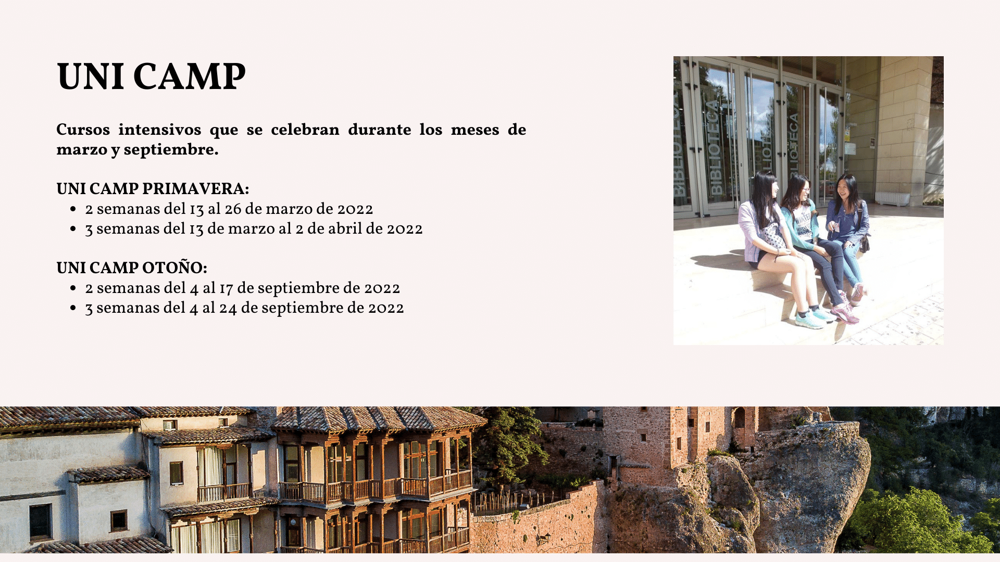 UNI CAMP
Cursos intensivos que se celebran durante los meses de
marzo y septiembre.
UNI CAMP PRIMAVERA:
• 2 semanas del 13 al 26 de marzo de 2022
• 3 semanas del 13 de marzo al 2 de abril de 2022
UNI CAMP OTOÑO:
• 2 semanas del 4 al 17 de septiembre de 2022
• 3 semanas del 4 al 24 de septiembre de 2022
BIBLIOTECA
BIBLIOTECA